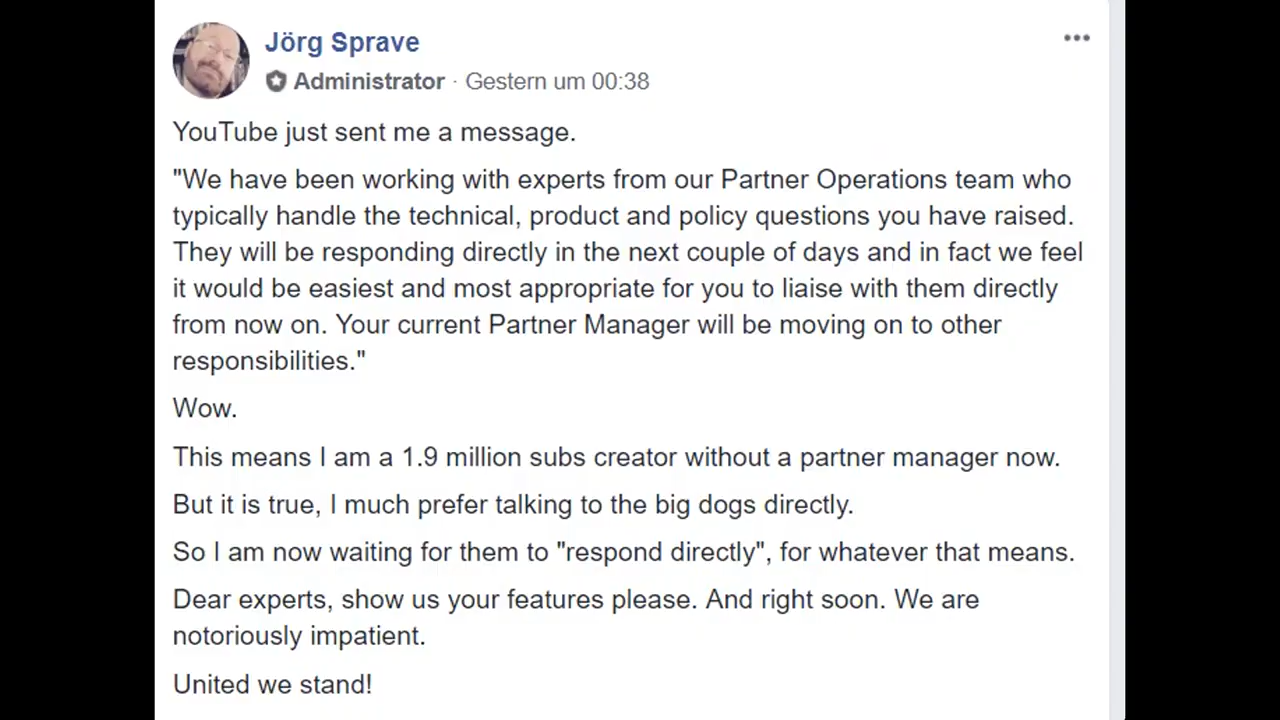 Jörg Sprave
Administrator · Gestern um 00:38
YouTube just sent me a message.
"We have been working with experts from our Partner Operations team who
typically handle the technical, product and policy questions you have raised.
They will be responding directly in the next couple of days and in fact we feel
it would be easiest and most appropriate for you to liaise with them directly
from now on. Your current Partner Manager will be moving on to other
responsibilities."
Wow.
This means I am a 1.9 million subs creator without a partner manager now.
But it is true, I much prefer talking to the big dogs directly.
So I am now waiting for them to "respond directly", for whatever that means.
Dear experts, show us your features please. And right soon. We are
notoriously impatient.
United we stand!